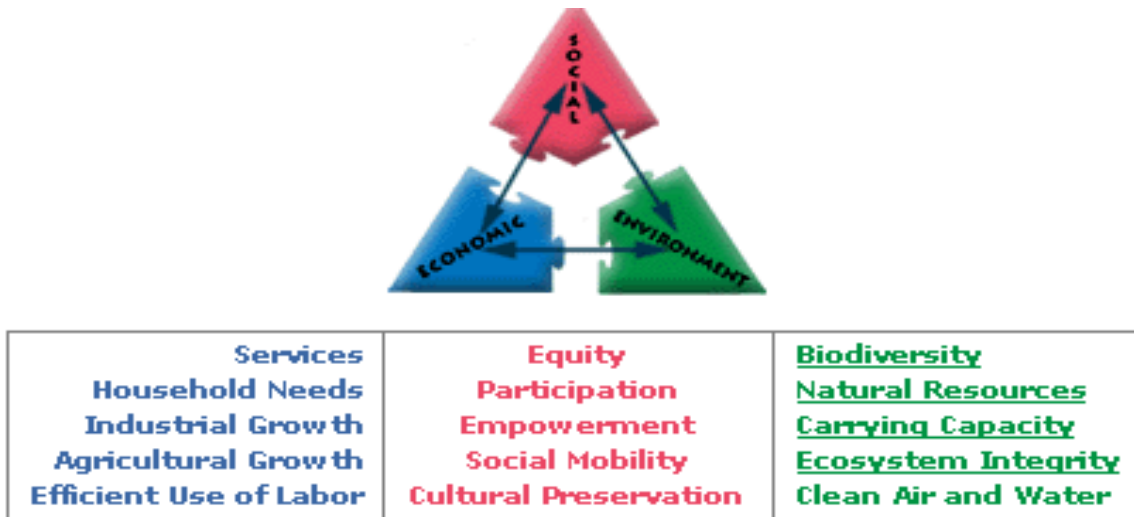 SOCIAL
ECONOMIC
ENVIRONMENT
Services
Household Needs
Industrial Growth
Agricultural Growth
Efficient Use of Labor
Equity
Participation
Empowerment
Social Mobility
Cultural Preservation
Biodiversity
Natural Resources
Carrying Capacity
Ecosystem Integrity
Clean Air and Water